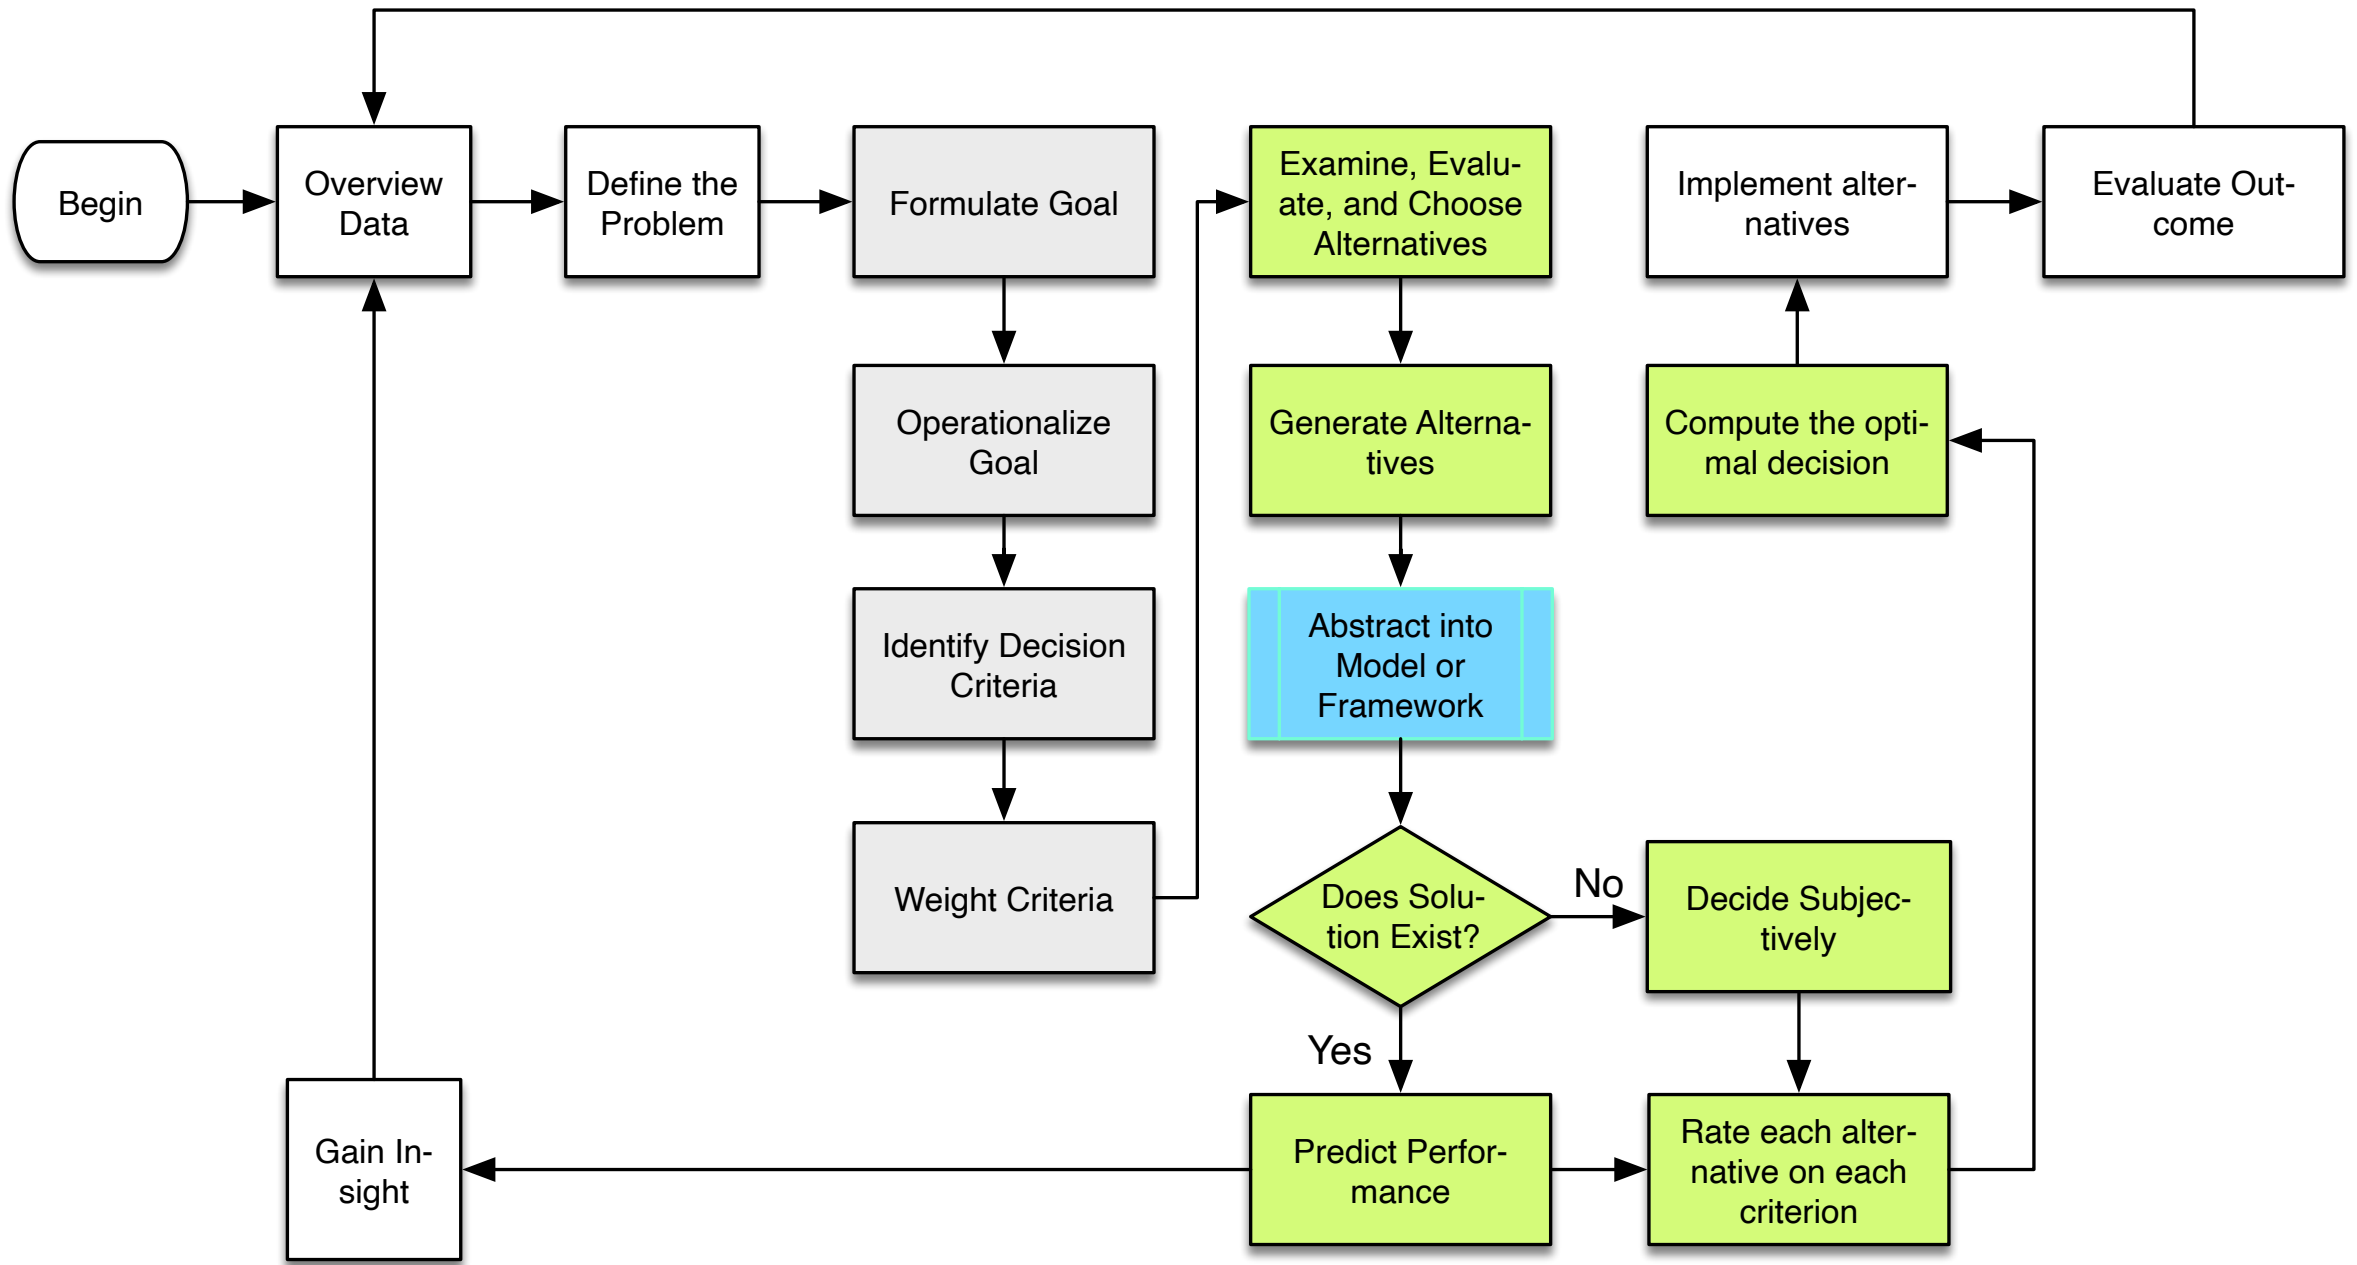 Begin
Overview
Data
Define the
Problem
Formulate Goal
Operationalize
Goal
Identify Decision
Criteria
Weight Criteria
Examine, Evalu-
ate, and Choose
Alternatives
Generate Alterna-
tives
Abstract into
Model or
Framework
Does Solu-
tion Exist?
No
Decide Subjec-
tively
Yes
Predict Perfor-
mance
Rate each alter-
native on each
criterion
Gain In-
sight
Compute the opti-
mal decision
Implement alter-
natives
Evaluate Out-
come